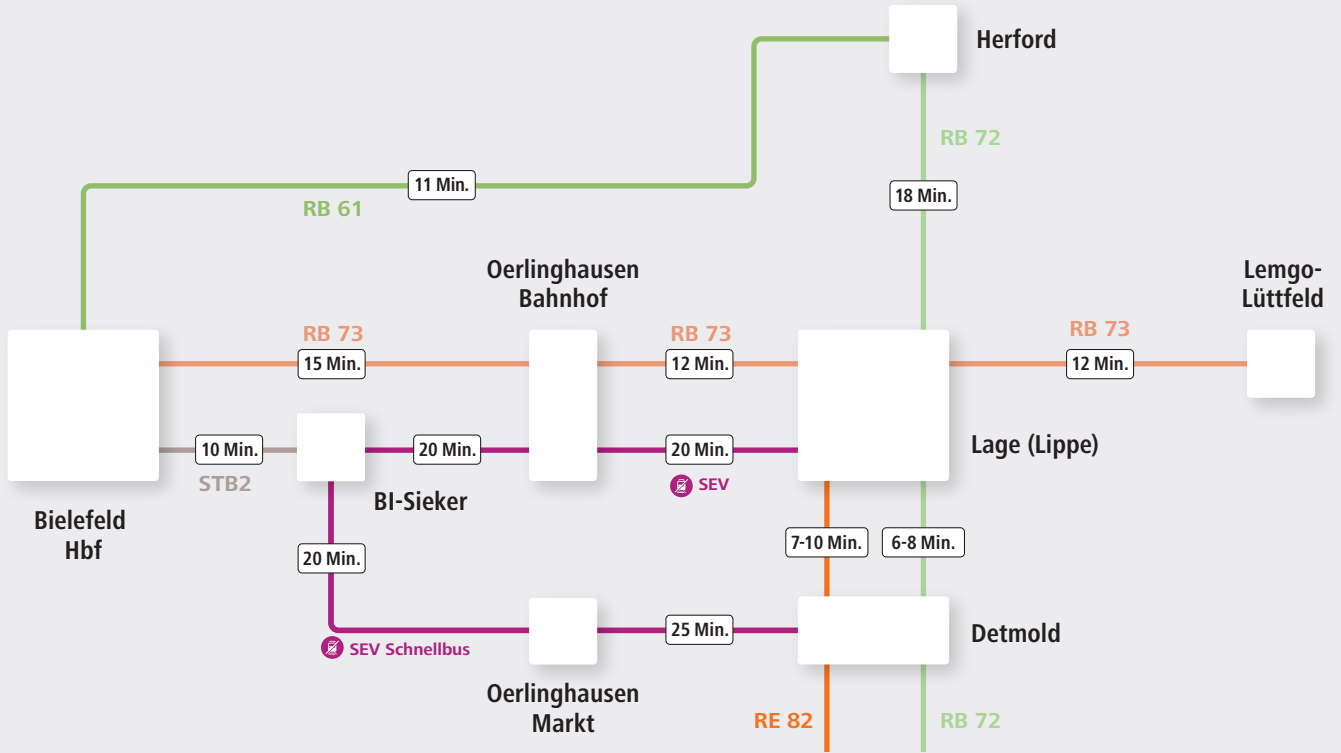 Herford
RB 72
11 Min.
18 Min.
RB 61
Oerlinghausen
Bahnhof
Lemgo-
Lüttfeld
RB 73
RB 73
RB 73
15 Min.
12 Min.
12 Min.
10 Min.
20 Min.
20 Min.
Lage (Lippe)
STB2
SEV
BI-Sieker
Bielefeld
Hbf
20 Min.
7-10 Min.
6-8 Min.
25 Min.
Detmold
SEV Schnellbus
Oerlinghausen
Markt
RE 82
RB 72